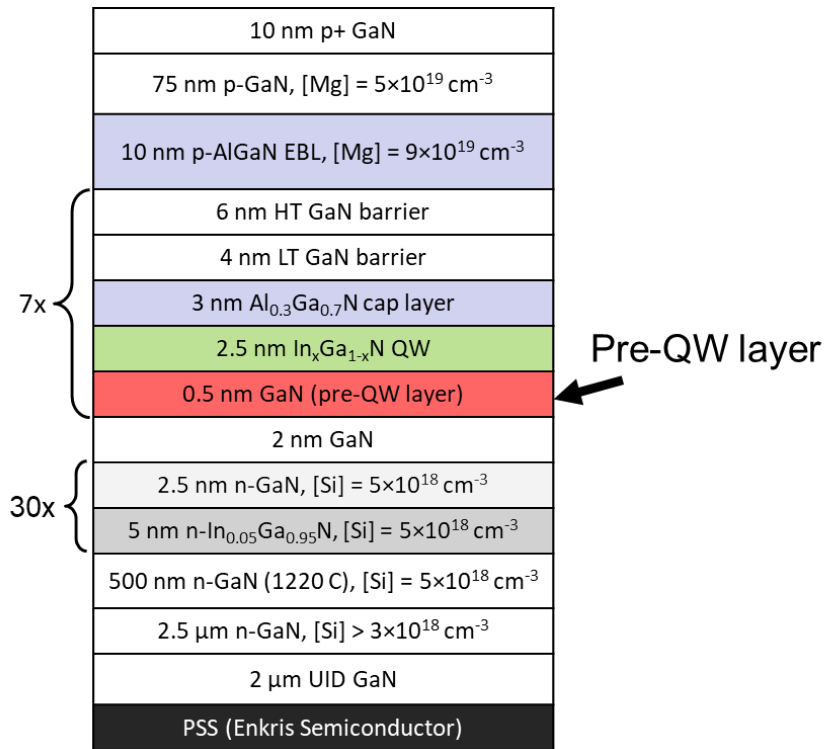 10 nm p+ GaN
75 nm p-GaN, [Mg] = 5×10¹⁹ cm⁻³
10 nm p-AlGaN EBL, [Mg] = 9×10¹⁹ cm⁻³
6 nm HT GaN barrier
4 nm LT GaN barrier
7x
3 nm Al₀.₃Ga₀.₇N cap layer
2.5 nm InₓGa₁₋ₓN QW
Pre-QW layer
0.5 nm GaN (pre-QW layer)
2 nm GaN
2.5 nm n-GaN, [Si] = 5×10¹⁸ cm⁻³
30x
5 nm n-In₀.₀₅Ga₀.₉₅N, [Si] = 5×10¹⁸ cm⁻³
500 nm n-GaN (1220 C), [Si] = 5×10¹⁸ cm⁻³
2.5 μm n-GaN, [Si] > 3×10¹⁸ cm⁻³
2 μm UID GaN
PSS (Enkris Semiconductor)